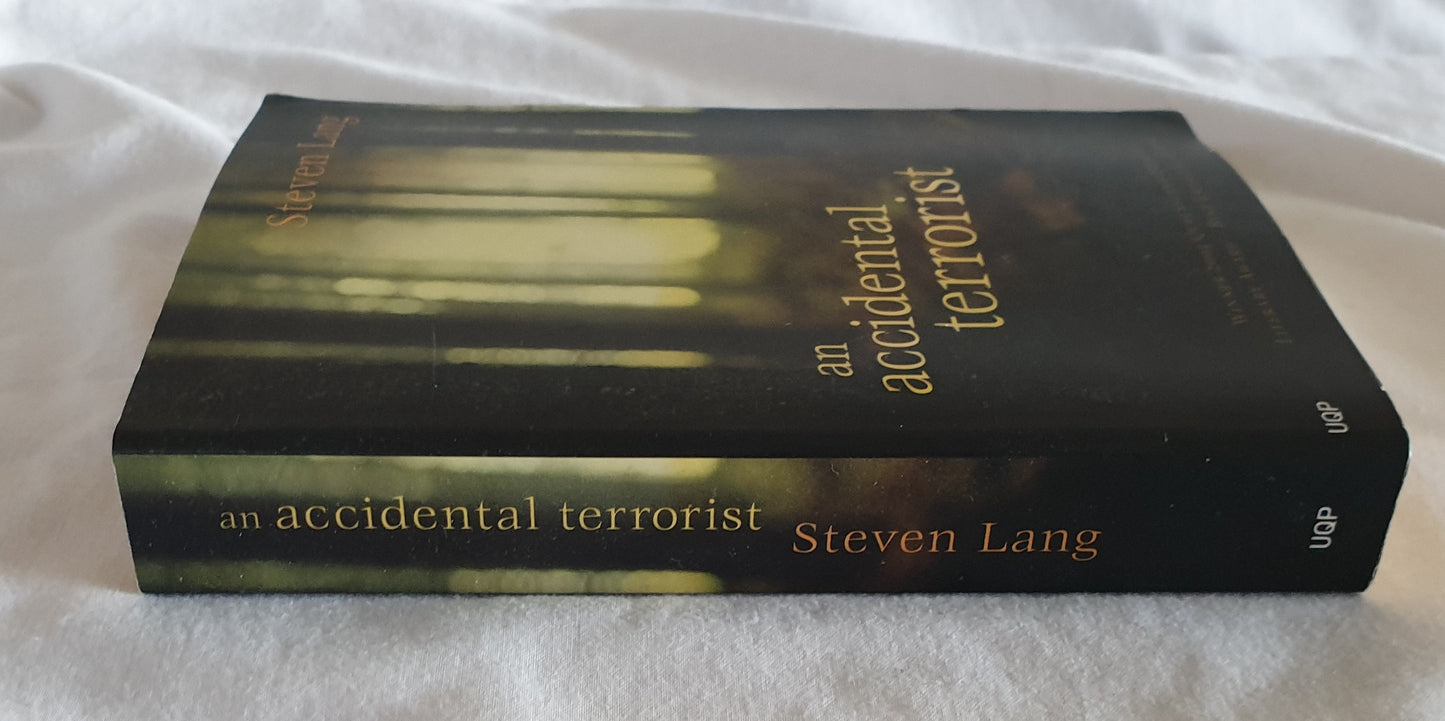 Steven Lang
an
accidental
terrorist
UQP
an accidental terrorist
Steven Lang
UQP